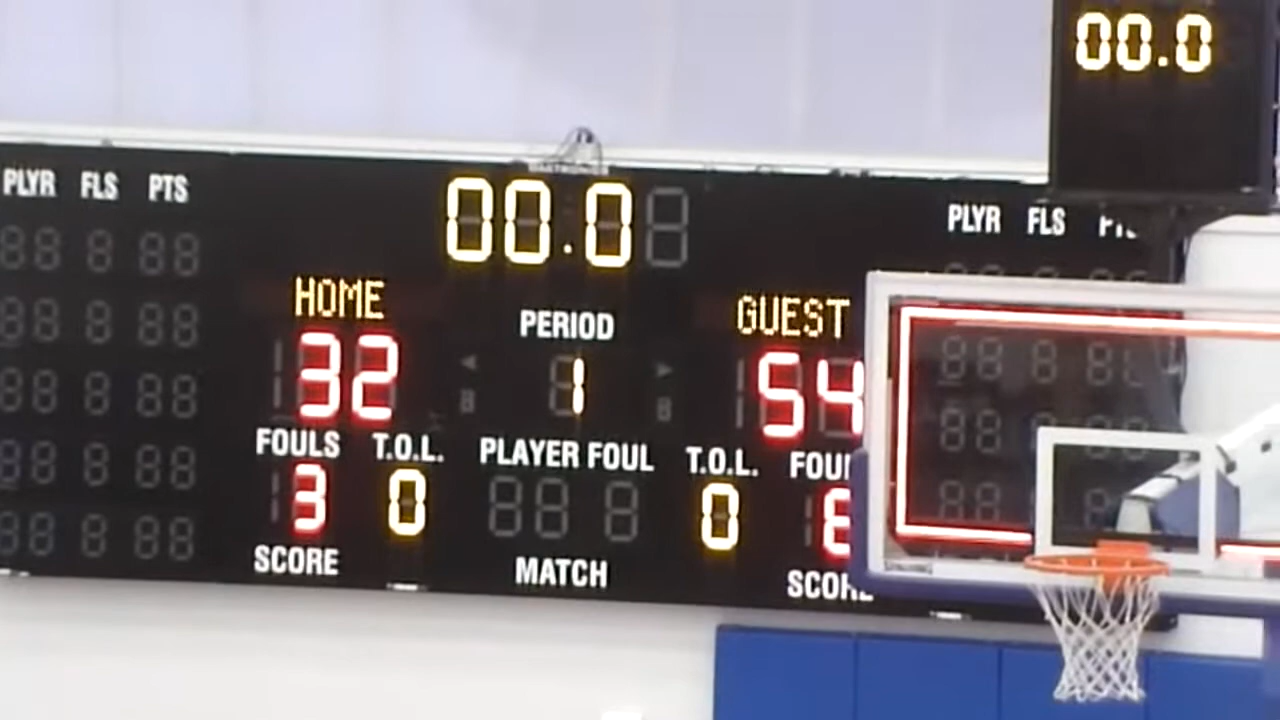 00.0
PLYR FLS PTS
00.0
PLYR FLS
HOME
PERIOD
GUEST
32
1
54
FOULS T.O.L.
PLAYER FOUL
T.O.L.
3
0
0
SCORE
MATCH